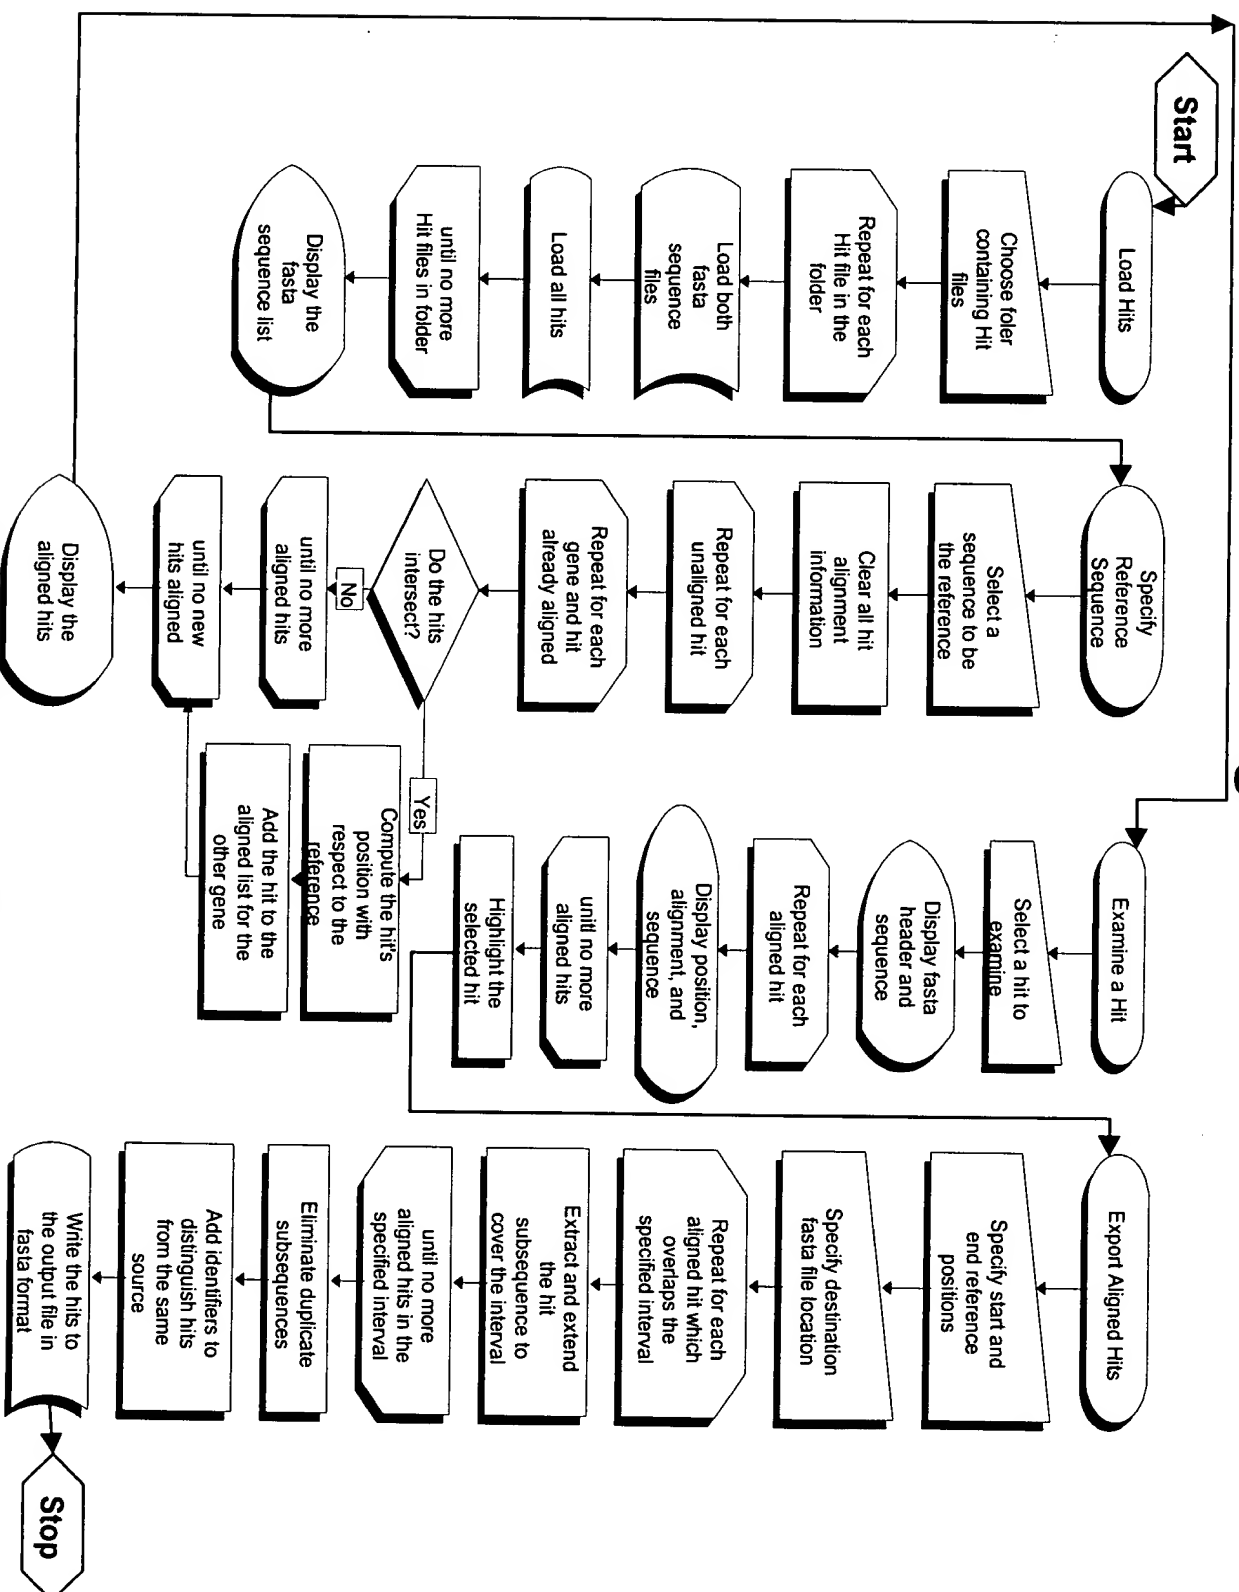 Start
Load Hits
Choose foler
containing Hit
files
Repeat for each
Hit file in the
folder
Load both
fasta
sequence
files
Load all hits
until no more
Hit files in folder
Display the
fasta
sequence list
Specify
Reference
Sequence
Select a
sequence to be
the reference
Clear all hit
alignment
information
Repeat for each
unaligned hit
Repeat for each
gene and hit
already aligned
Do the hits
intersect?
No
Yes
until no more
aligned hits
until no new
hits aligned
Display the
aligned hits
Compute the hit's
position with
respect to the
reference
Add the hit to the
aligned list for the
other gene
Examine a Hit
Select a hit to
examine
Display fasta
header and
sequence
Repeat for each
aligned hit
Display position,
alignment, and
sequence
until no more
aligned hits
Highlight the
selected hit
Export Aligned Hits
Specify start and
end reference
positions
Specify destination
fasta file location
Repeat for each
aligned hit which
overlaps the
specified interval
Extract and extend
the hit
subsequence to
cover the interval
until no more
aligned hits in the
specified interval
Eliminate duplicate
subsequences
Add identifiers to
distinguish hits
from the same
source
Write the hits to
the output file in
fasta format
Stop